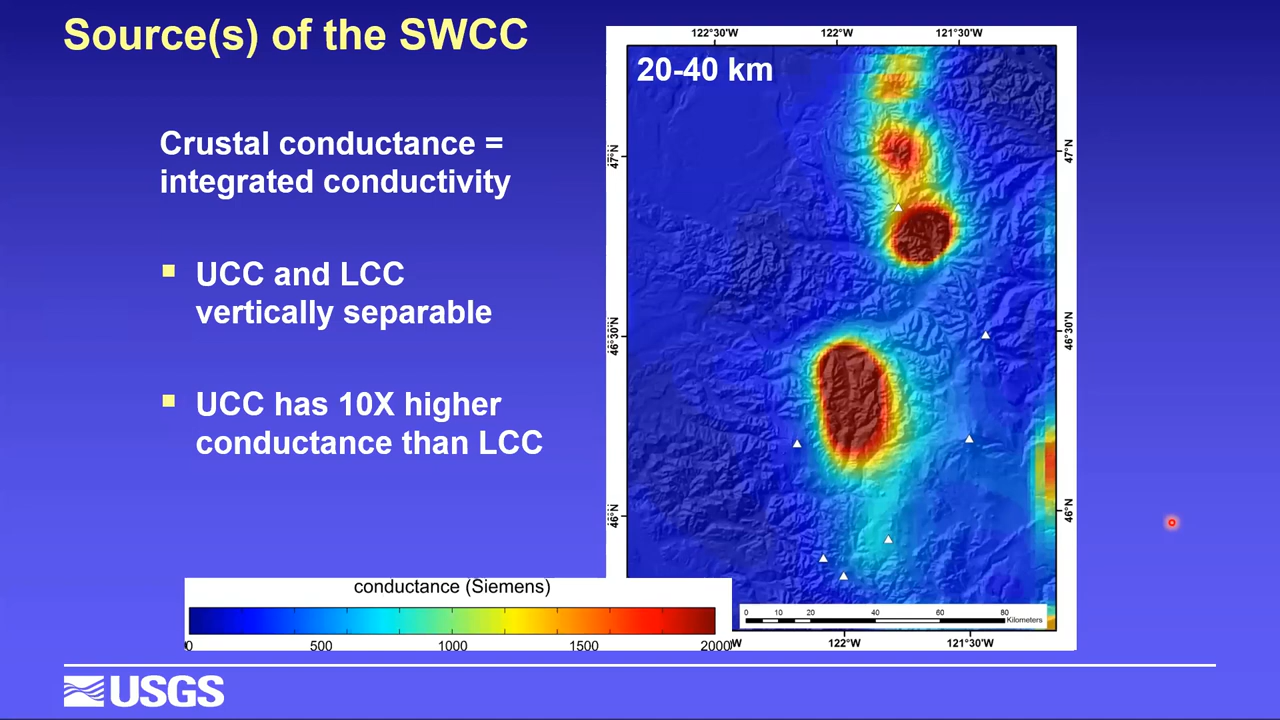 Source(s) of the SWCC
Crustal conductance =
integrated conductivity
UCC and LCC
vertically separable
UCC has 10X higher
conductance than LCC
122°30'W 122°W 121°30'W
20-40 km
47°N 47°N
46°30'N 46°30'N
46°N 46°N
0 10 20 40 60 80
Kilometers
W 122°W 121°30'W
conductance (Siemens)
0 500 1000 1500 2000
USGS